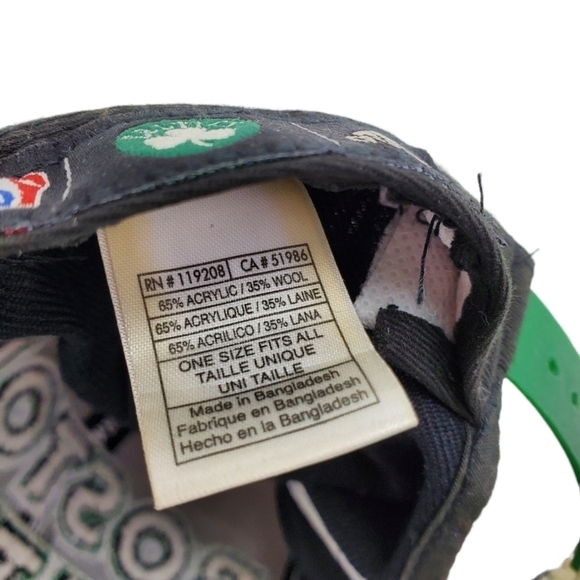 RN # 119208 CA # 51986
65% ACRYLIC / 35% WOOL
65% ACRYLIQUE / 35% LAINE
65% ACRILICO / 35% LANA
ONE SIZE FITS ALL
TAILLE UNIQUE
UNI TAILLE
Made in Bangladesh
Fabrique en Bangladesh
Hecho en la Bangladesh